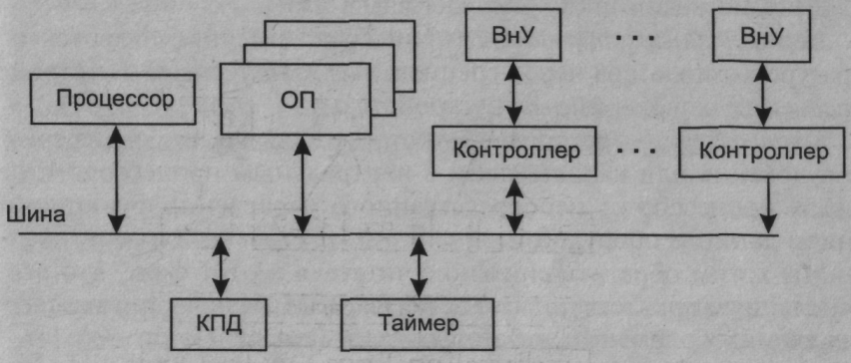 ВнУ ВнУ
Процессор ОП
Контроллер Контроллер
Шина
КПД Таймер